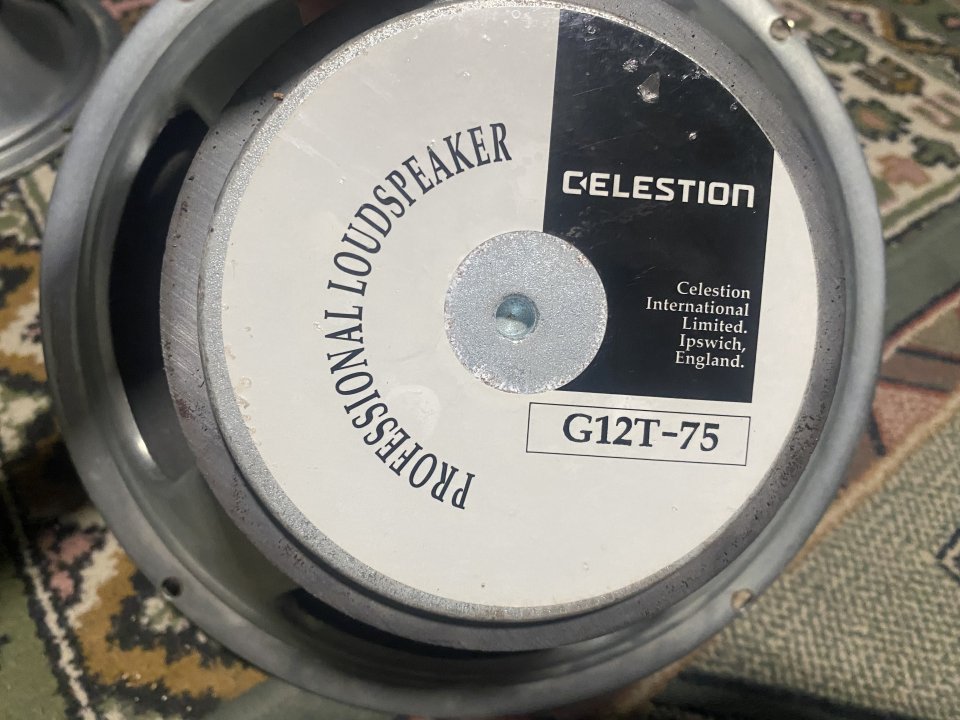 PROFESSIONAL LOUDSPEAKER
CELESTION
Celestion
International
Limited.
Ipswich,
England.
G12T-75